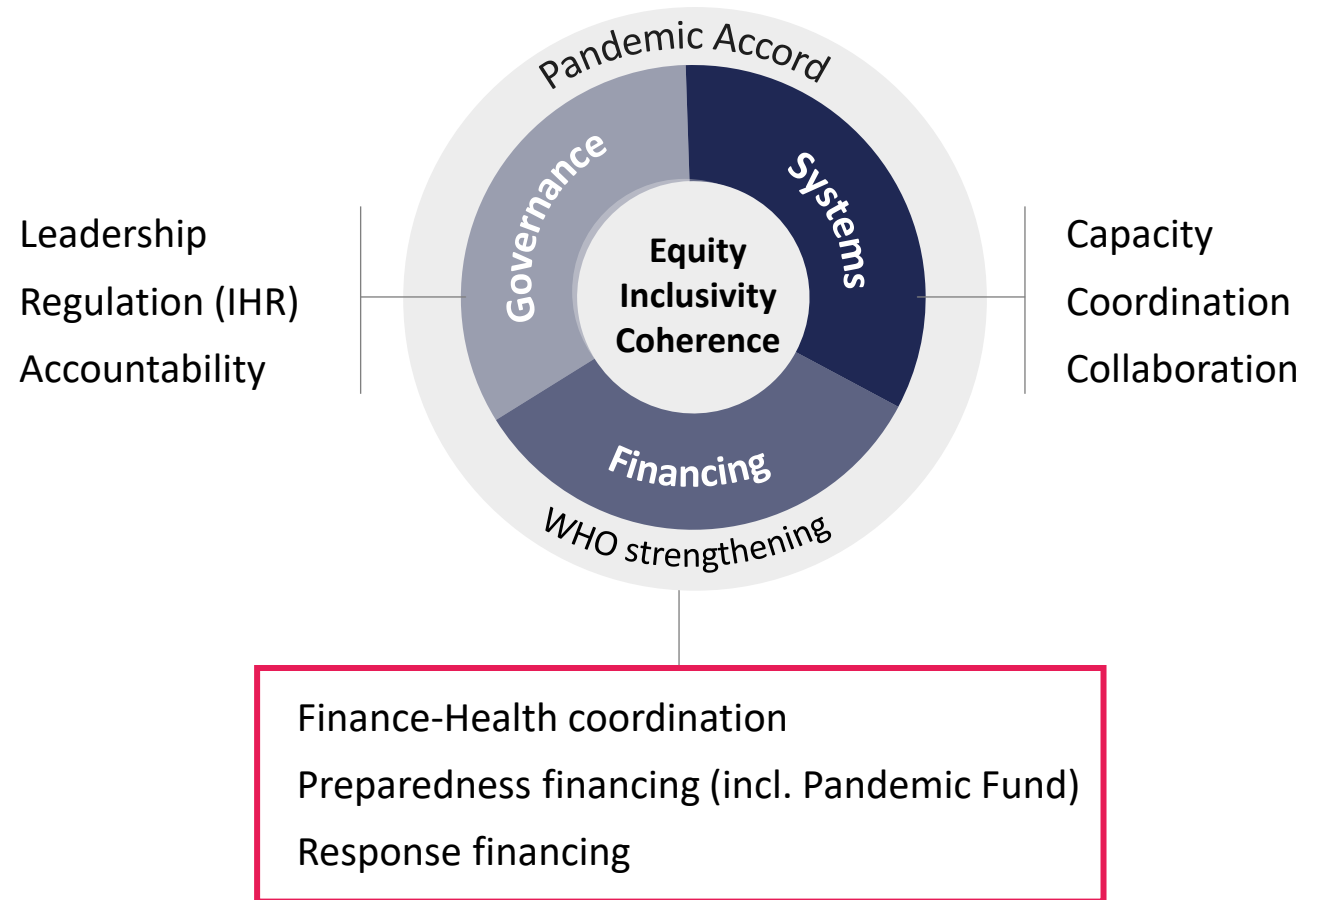 Pandemic Accord
Governance
Systems
Financing
Equity
Inclusivity
Coherence
WHO strengthening
Leadership
Regulation (IHR)
Accountability
Capacity
Coordination
Collaboration
Finance-Health coordination
Preparedness financing (incl. Pandemic Fund)
Response financing